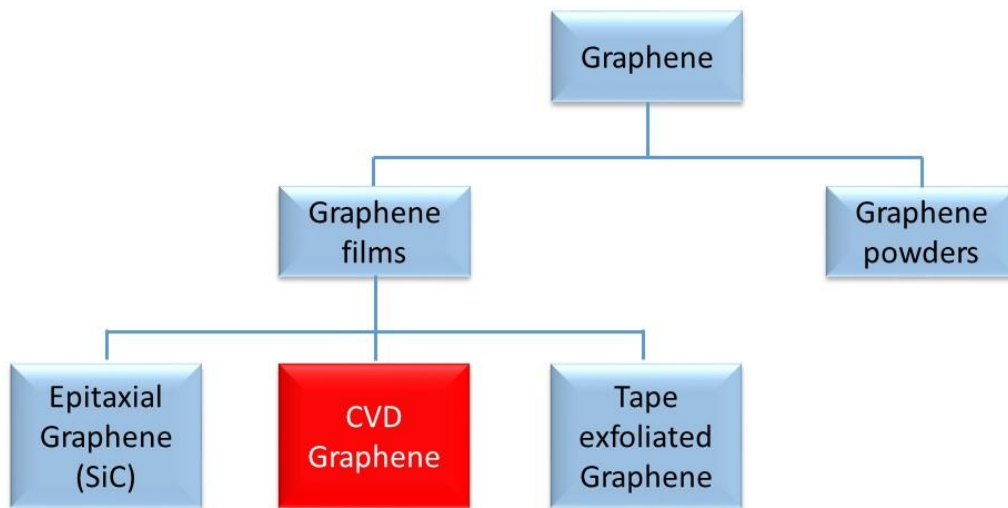 Graphene
Graphene
films
Graphene
powders
Epitaxial
Graphene
(SiC)
CVD
Graphene
Tape
exfoliated
Graphene